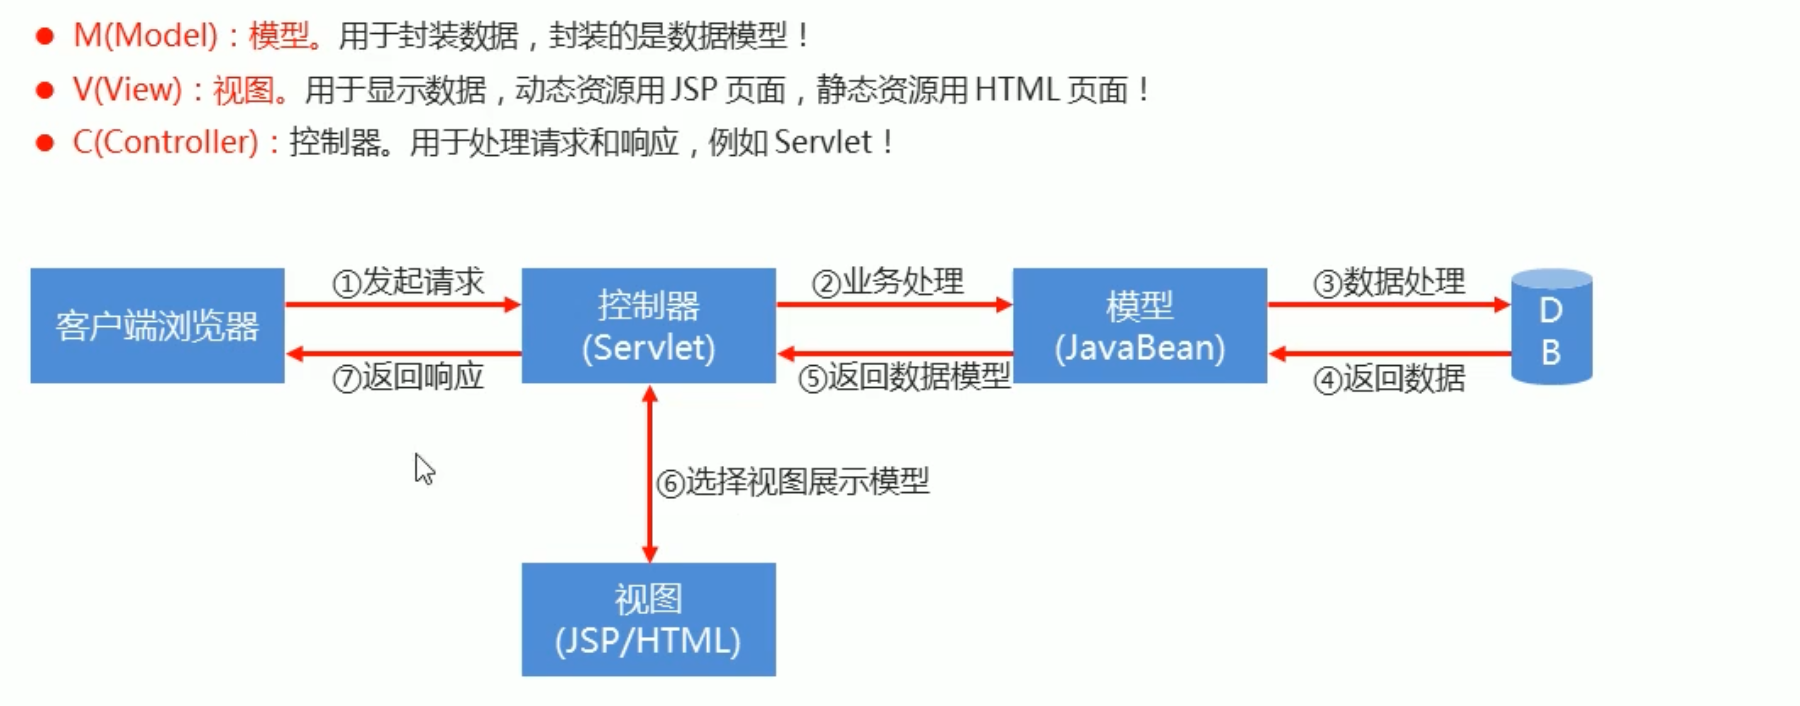 M(Model)：模型。用于封装数据，封装的是数据模型！
V(View)：视图。用于显示数据，动态资源用 JSP 页面，静态资源用 HTML 页面！
C(Controller)：控制器。用于处理请求和响应，例如 Servlet！
①发起请求
②业务处理
③数据处理
客户端浏览器
控制器
(Servlet)
模型
(JavaBean)
D
B
⑦返回响应
⑤返回数据模型
④返回数据
⑥选择视图展示模型
视图
(JSP/HTML)